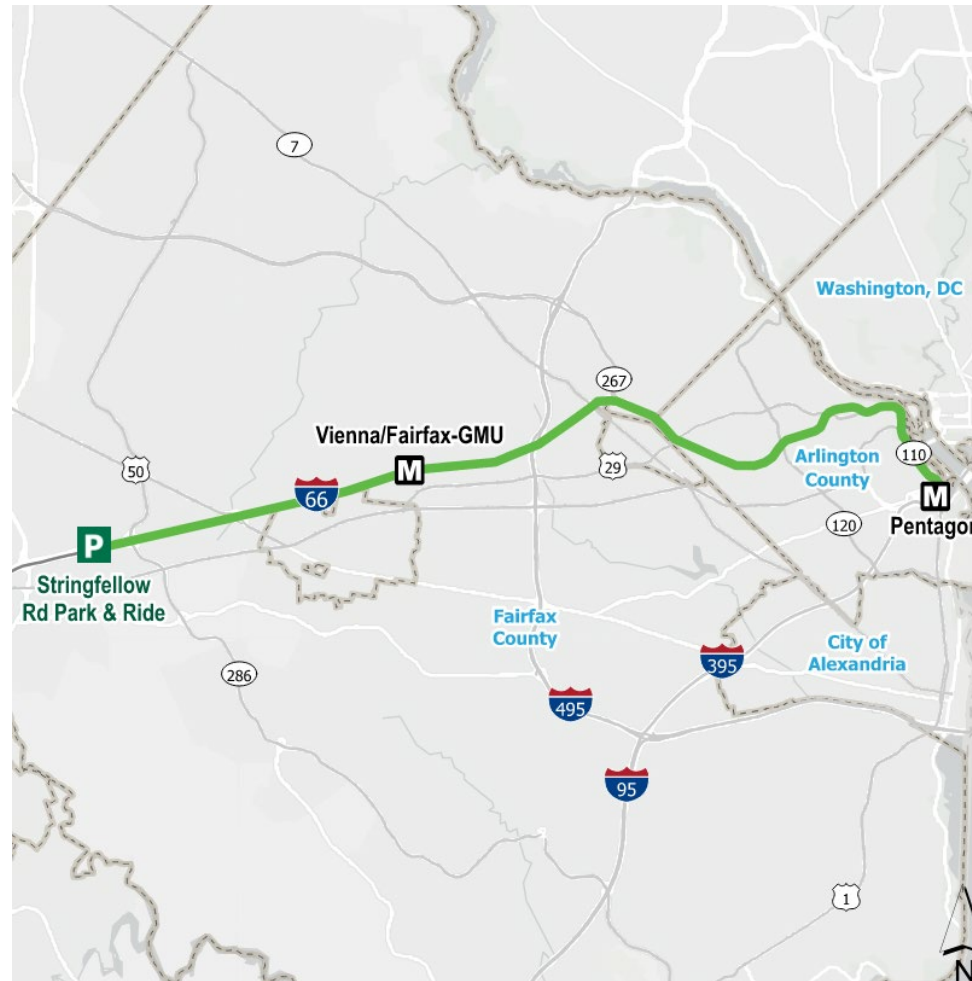 7
Washington, DC
267
Vienna/Fairfax-GMU
M
50
29
Arlington
County
110
66
M
120
Pentagon
P
Stringfellow
Rd Park & Ride
Fairfax
County
City of
Alexandria
395
286
495
95
1
N